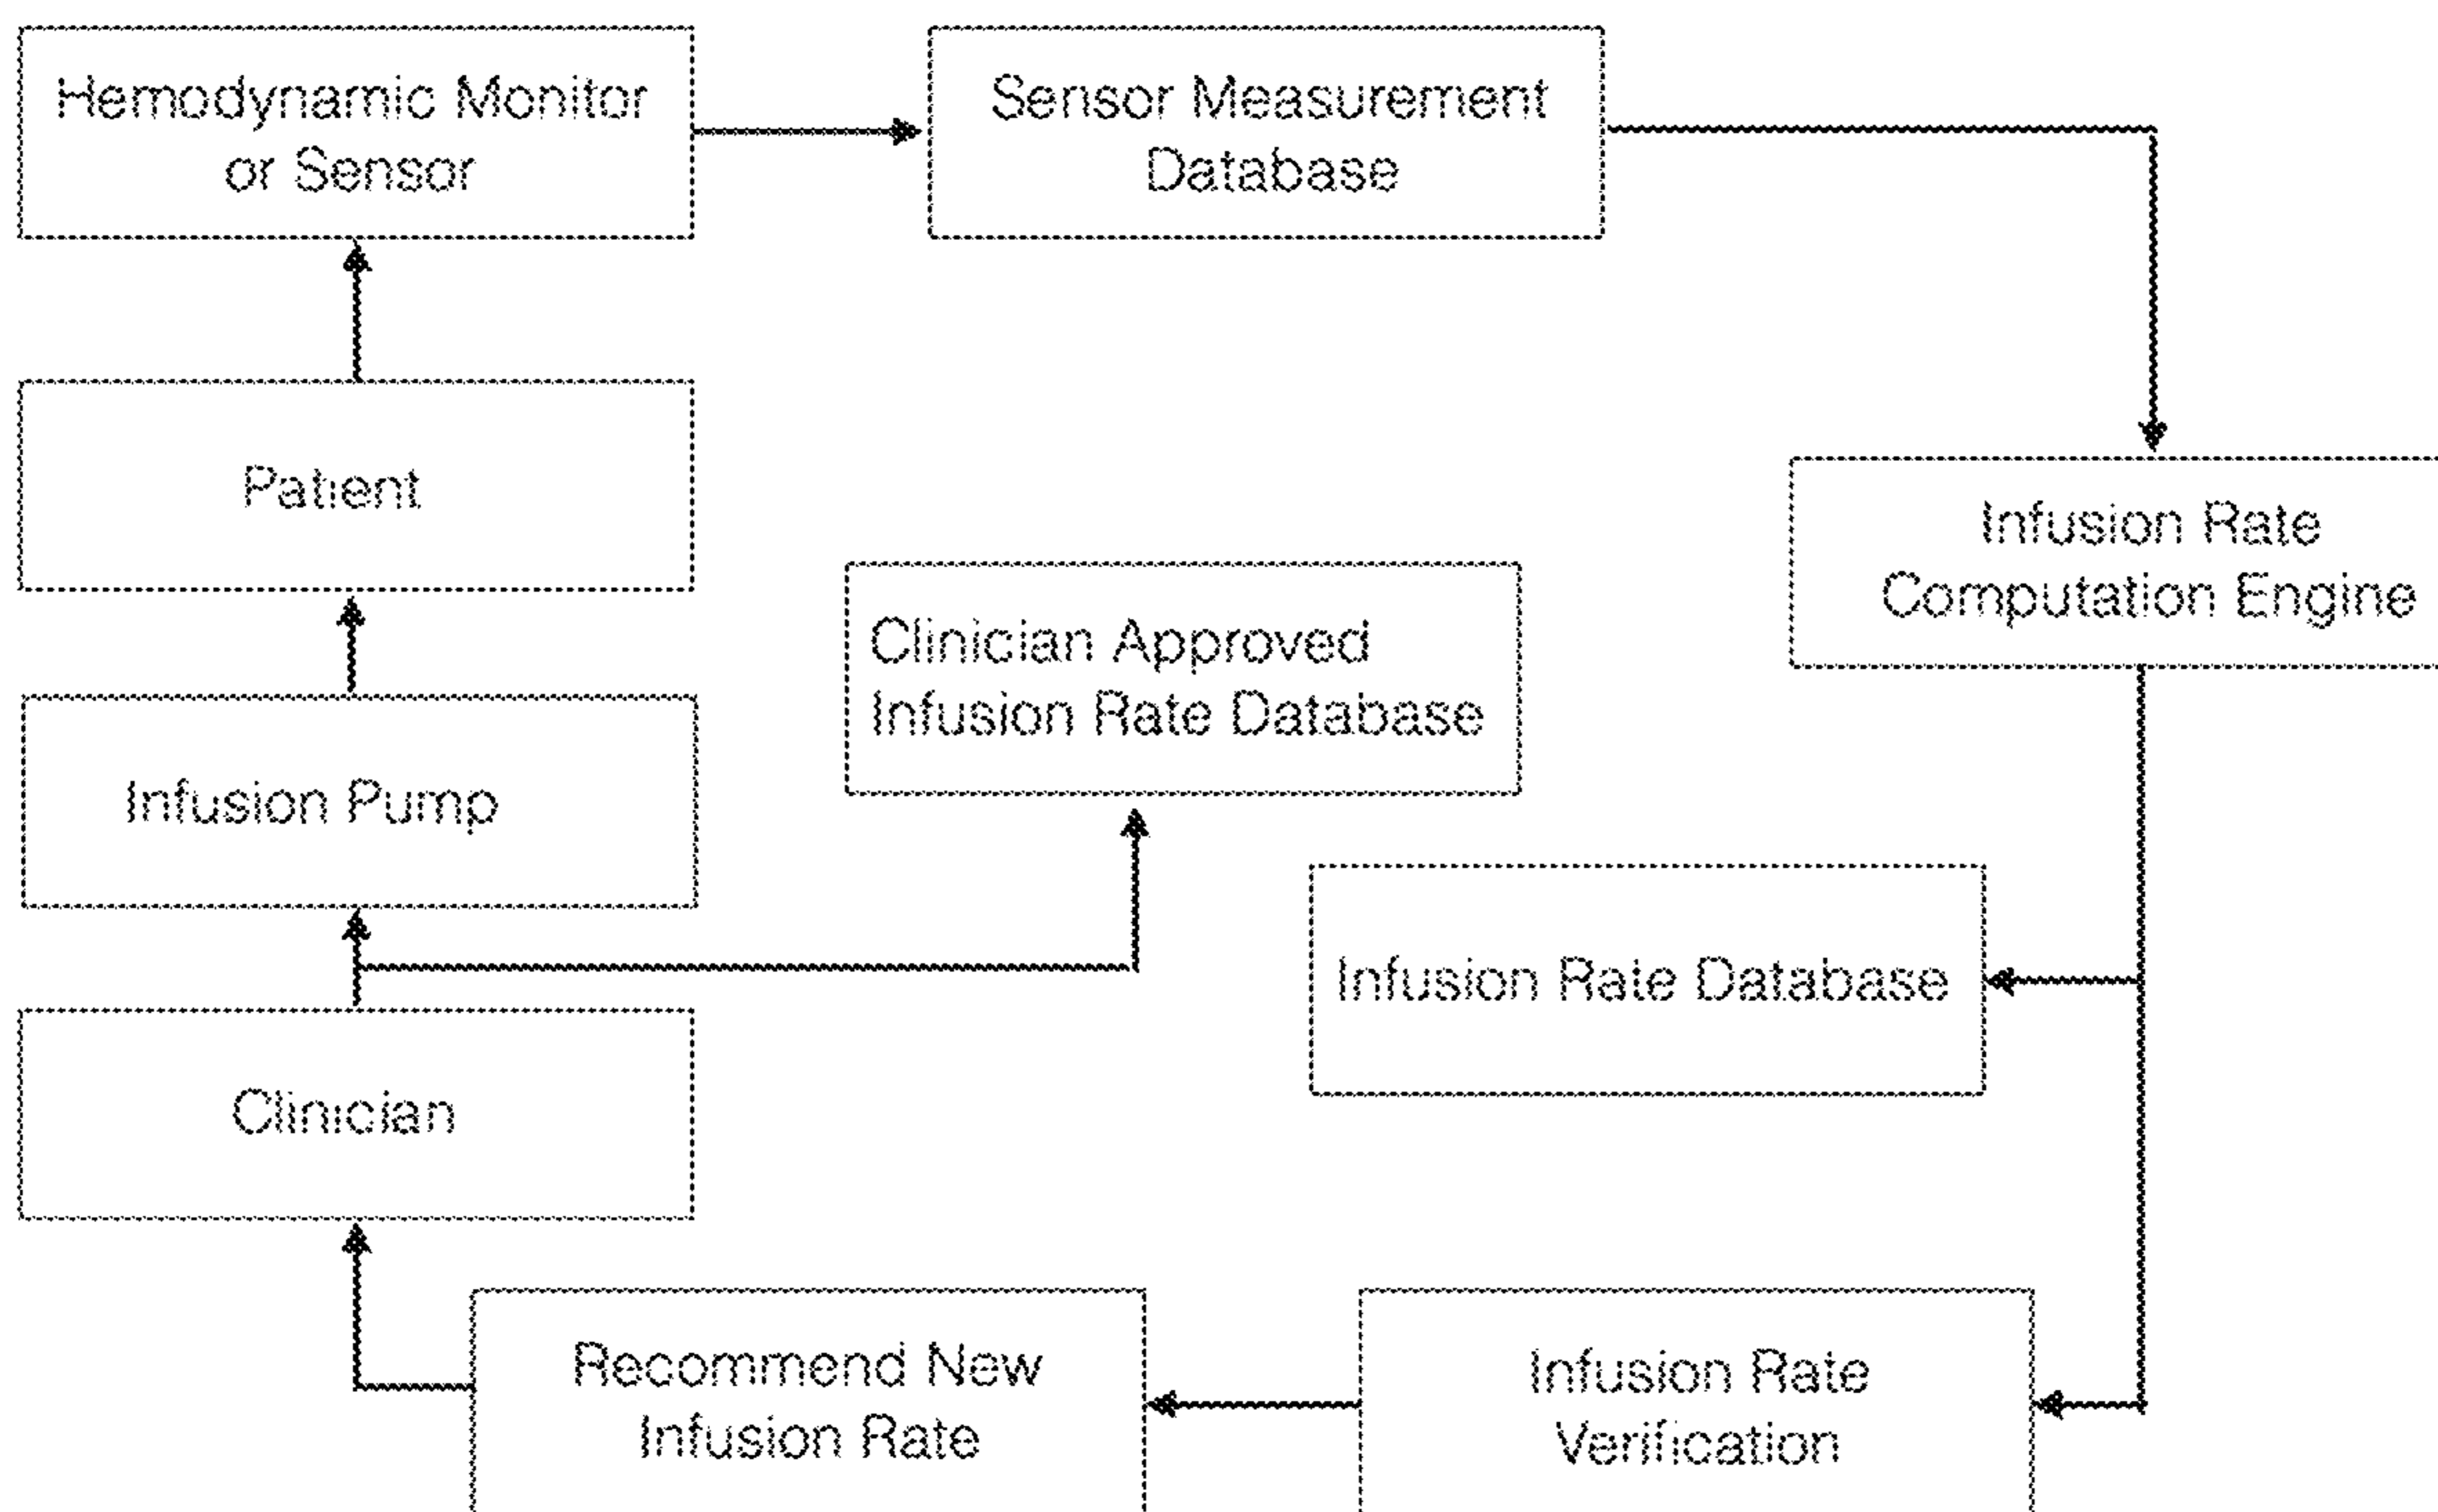 Hemodynamic Monitor
or Sensor
Sensor Measurement
Database
Patient
Infusion Rate
Computation Engine
Clinician Approved
Infusion Rate Database
Infusion Pump
Infusion Rate Database
Clinician
Recommend New
Infusion Rate
Infusion Rate
Verification